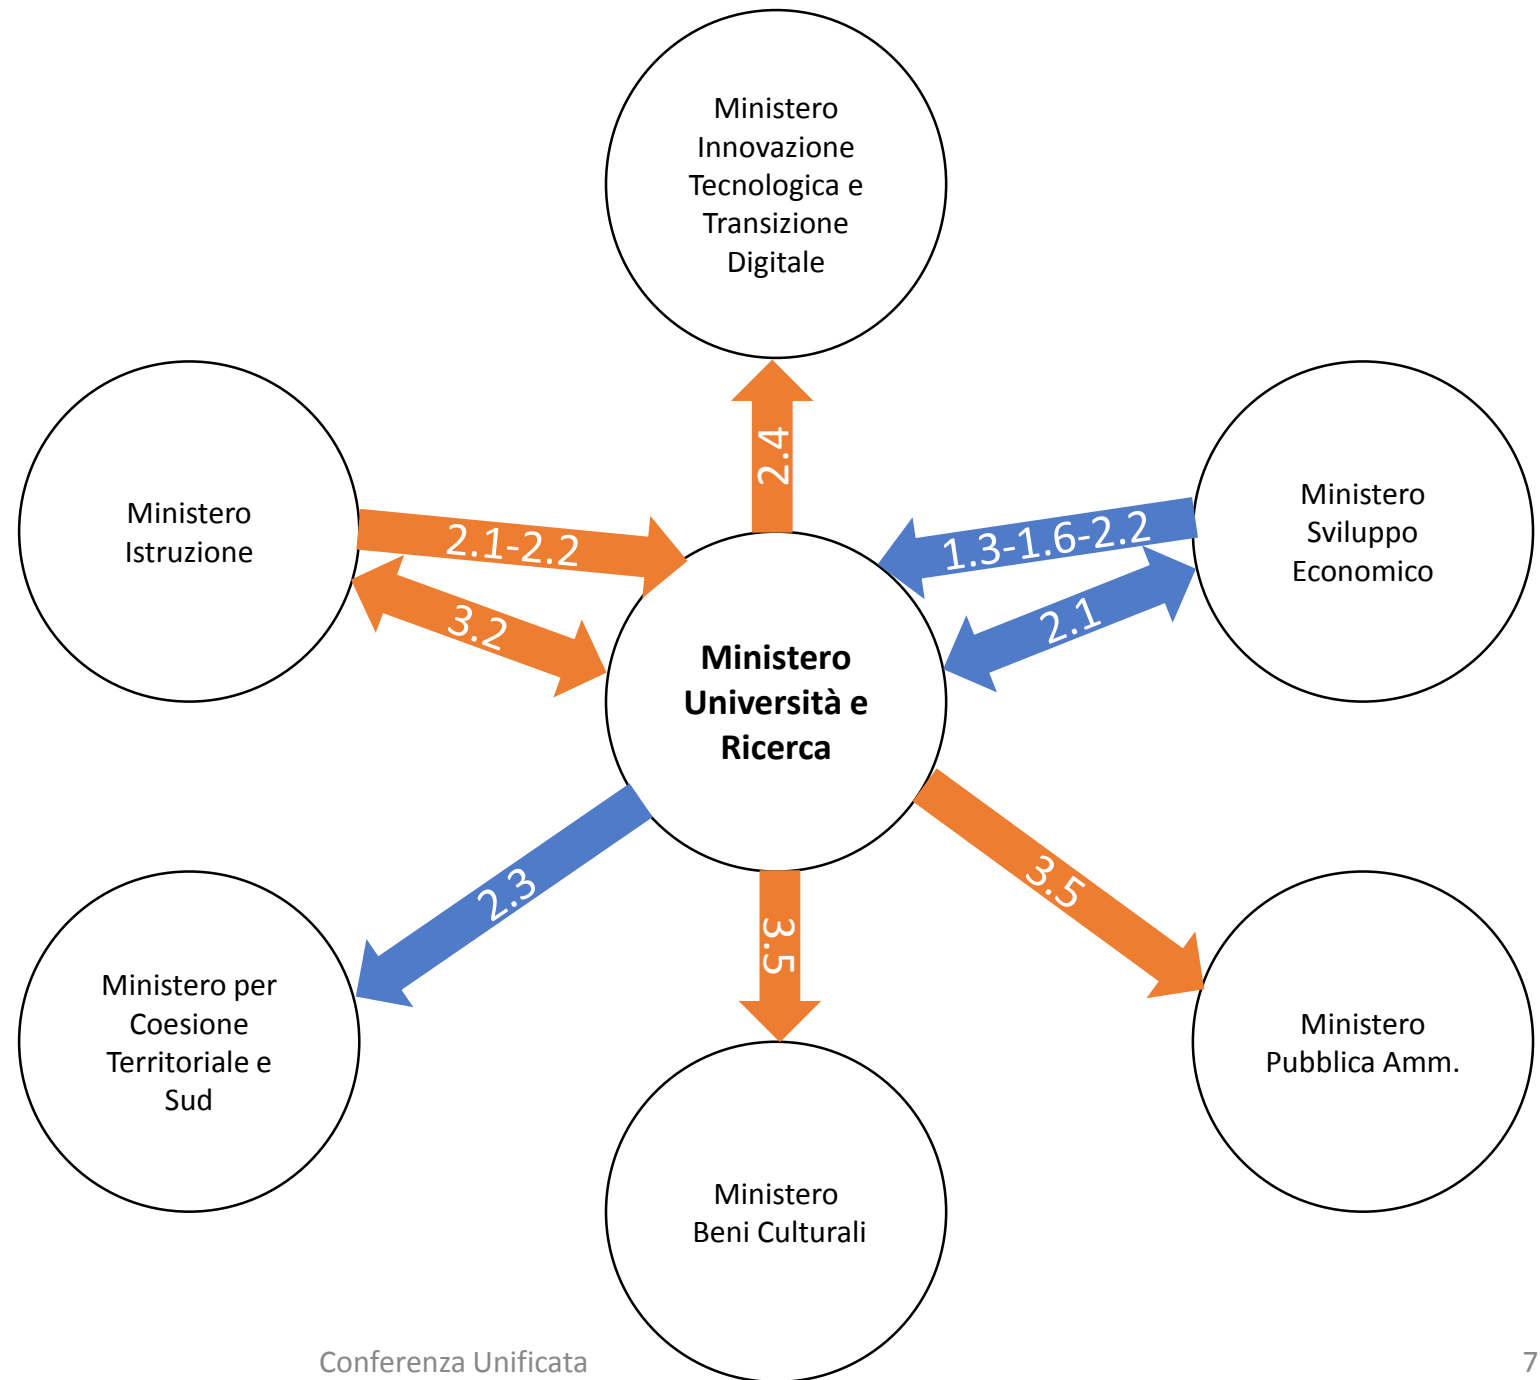 Ministero
Innovazione
Tecnologica e
Transizione
Digitale
2.4
Ministero
Istruzione
2.1-2.2
3.2
1.3-1.6-2.2
2.1
Ministero
Sviluppo
Economico
Ministero
Università e
Ricerca
2.3
3.5
3.5
Ministero per
Coesione
Territoriale e
Sud
Ministero
Beni Culturali
Ministero
Pubblica Amm.
Conferenza Unificata
7